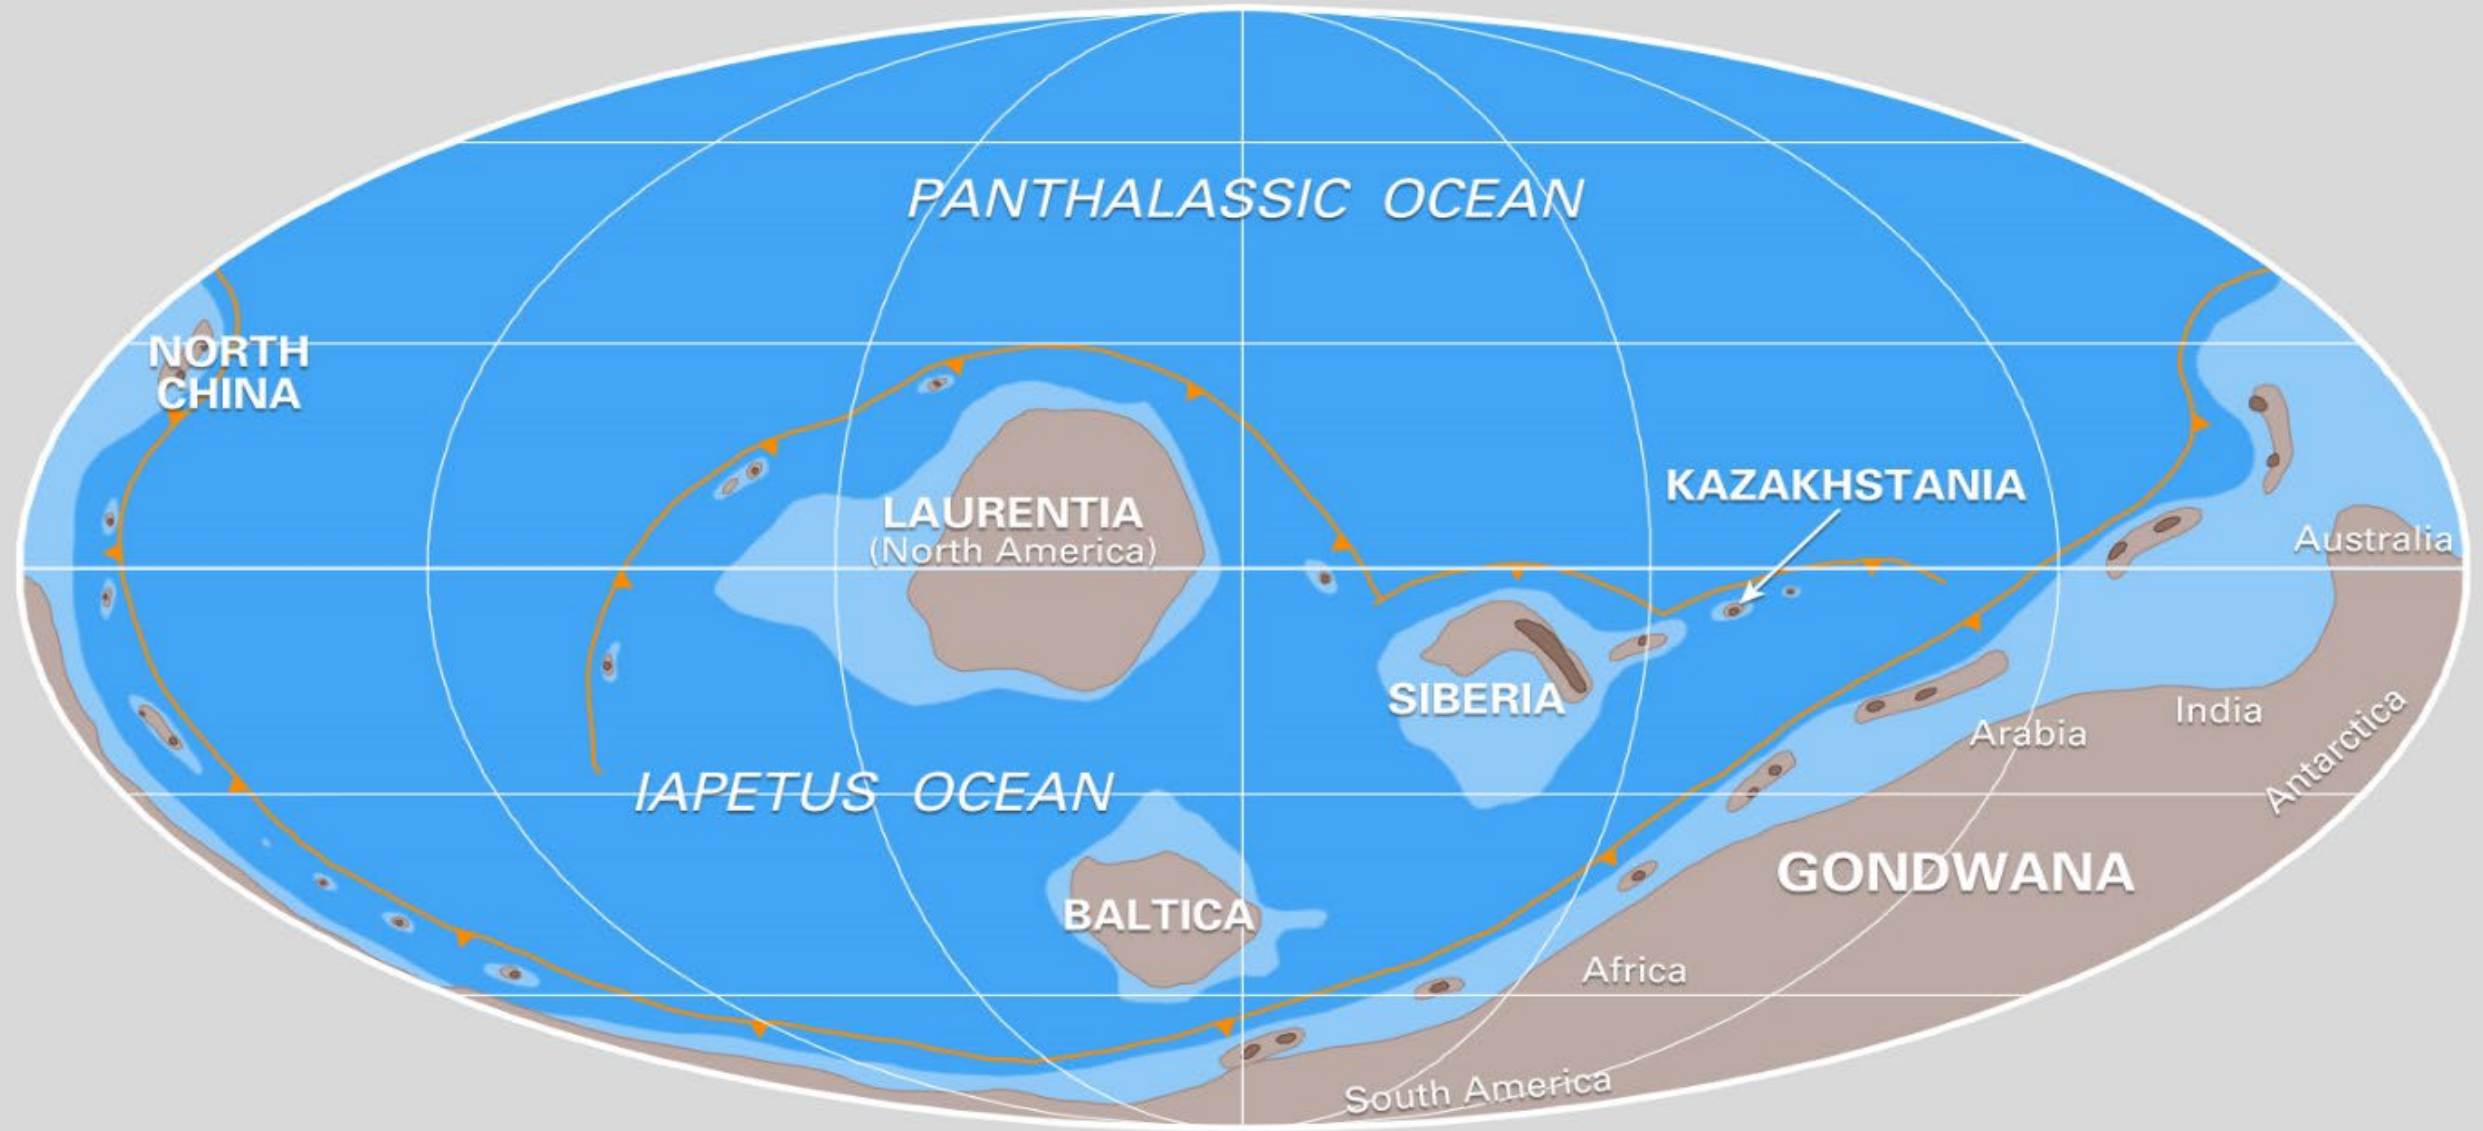 PANTHALASSIC OCEAN
NORTH
CHINA
KAZAKHSTANIA
LAURENTIA
(North America)
Australia
SIBERIA
India
Arabia
Antarctica
IAPETUS OCEAN
GONDWANA
BALTICA
Africa
South America